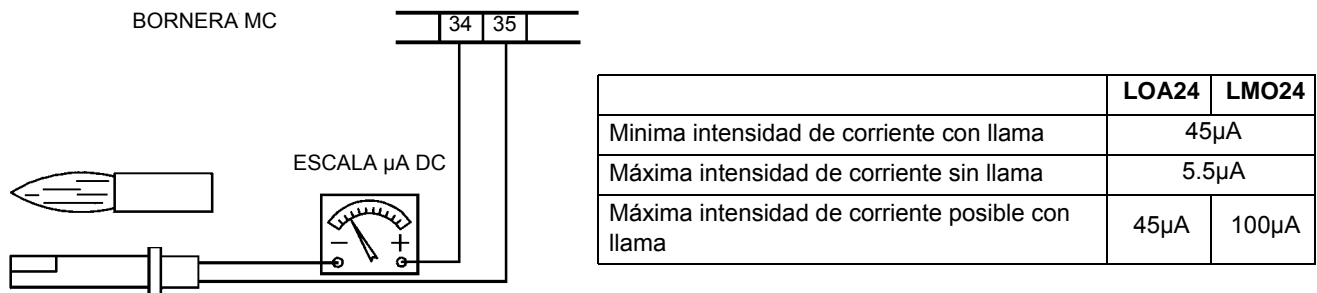 BORNERA MC
34 35
ESCALA µA DC
- +
LOA24 LMO24
Minima intensidad de corriente con llama 45µA
Máxima intensidad de corriente sin llama 5.5µA
Máxima intensidad de corriente posible con
llama 45µA 100µA